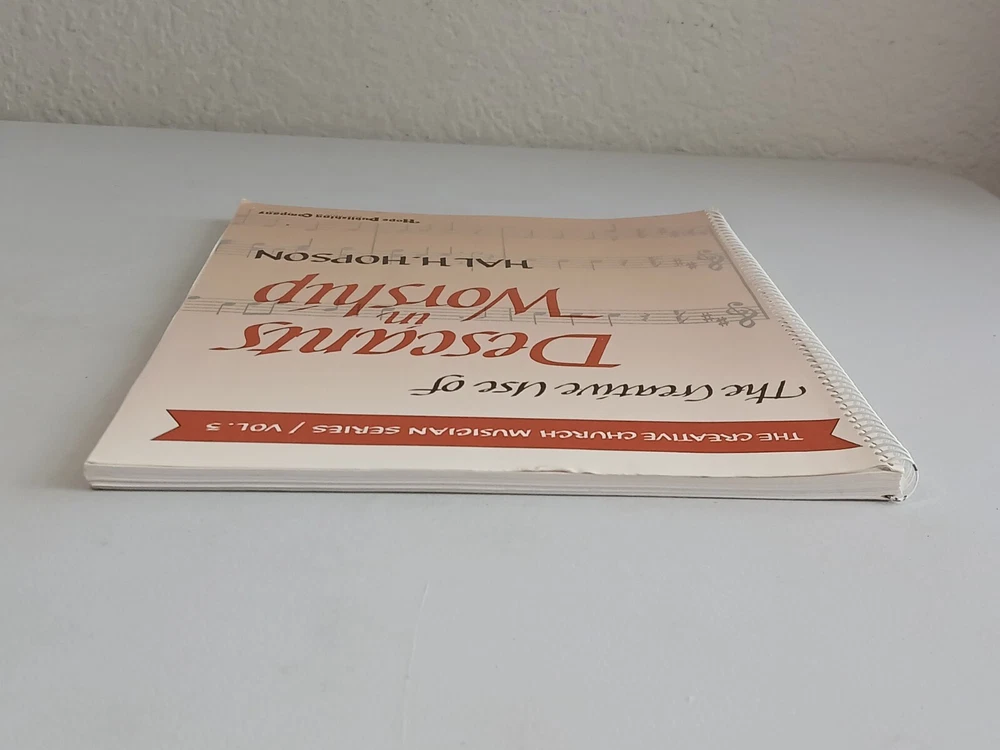 THE CREATIVE CHURCH MUSICIAN SERIES / VOL. 3
The Creative Use of
Descants
in
Worship
HAL H. HOPSON
Hope Publishing Company